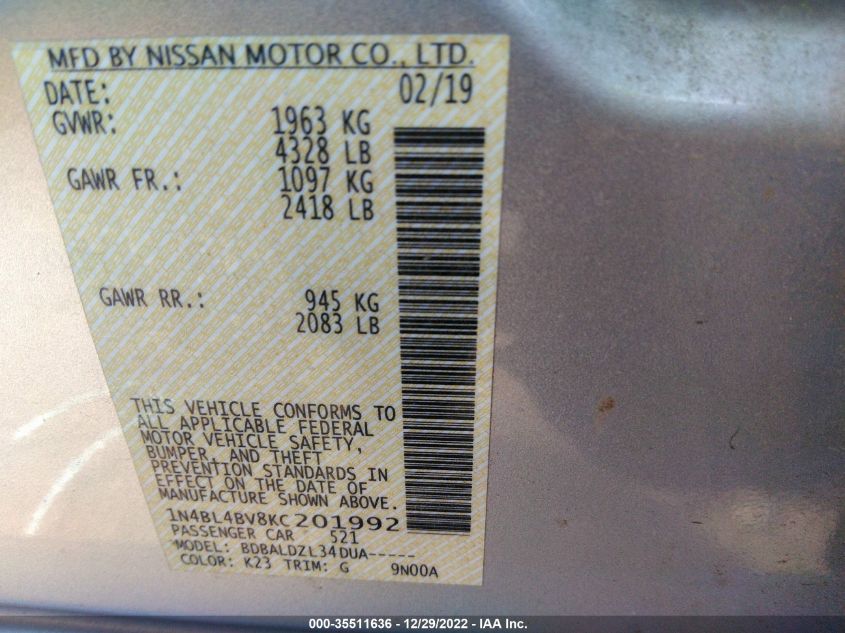 MFD BY NISSAN MOTOR CO., LTD.
DATE: 02/19
GVWR: 1963 KG
4328 LB
GAWR FR.: 1097 KG
2418 LB
GAWR RR.: 945 KG
2083 LB
THIS VEHICLE CONFORMS TO
ALL APPLICABLE FEDERAL
MOTOR VEHICLE SAFETY,
BUMPER, AND THEFT
PREVENTION STANDARDS IN
EFFECT ON THE DATE OF
MANUFACTURE SHOWN ABOVE.
1N4BL4BV8KC201992
PASSENGER CAR 521
MODEL: BDBALDZL34DUA-----
COLOR: K23 TRIM: G 9N00A
000-35511636 - 12/29/2022 - IAA Inc.